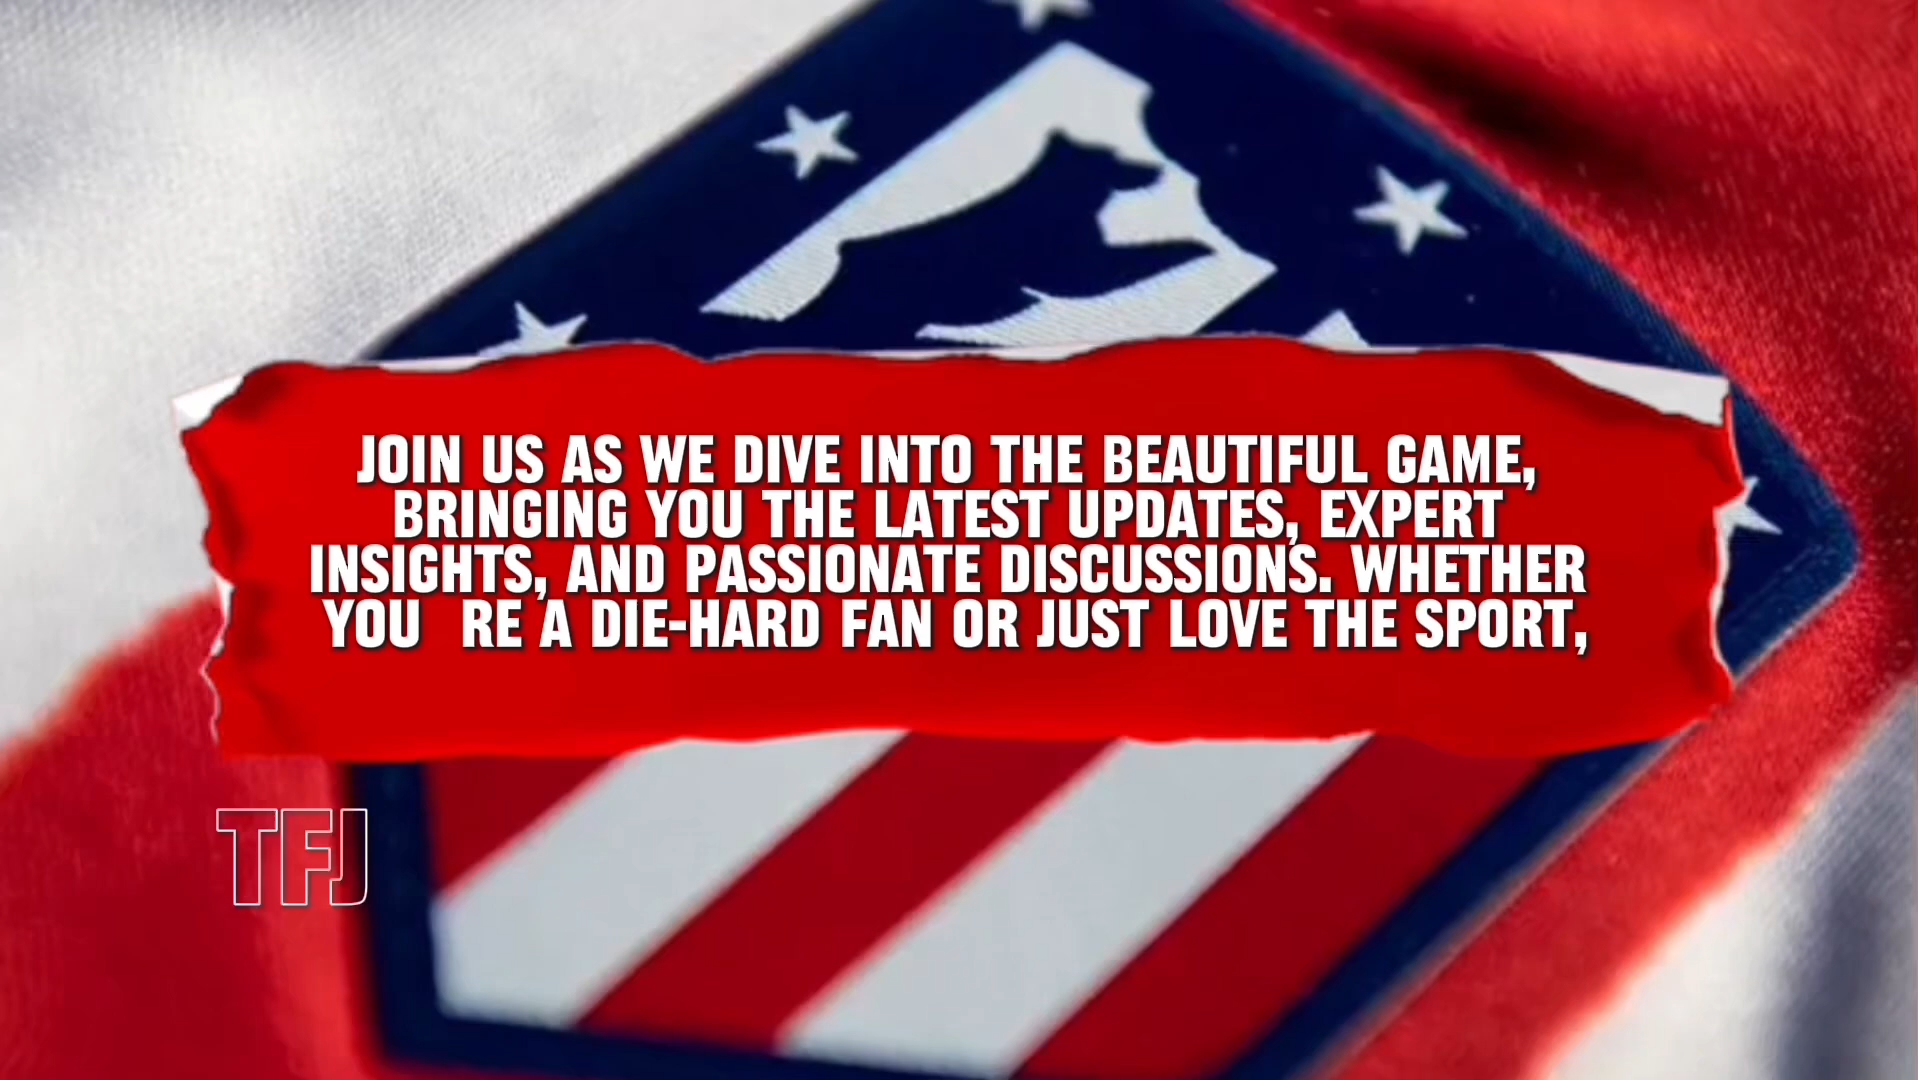 JOIN US AS WE DIVE INTO THE BEAUTIFUL GAME,
BRINGING YOU THE LATEST UPDATES, EXPERT
INSIGHTS, AND PASSIONATE DISCUSSIONS. WHETHER
YOU  RE A DIE-HARD FAN OR JUST LOVE THE SPORT,
TFJ